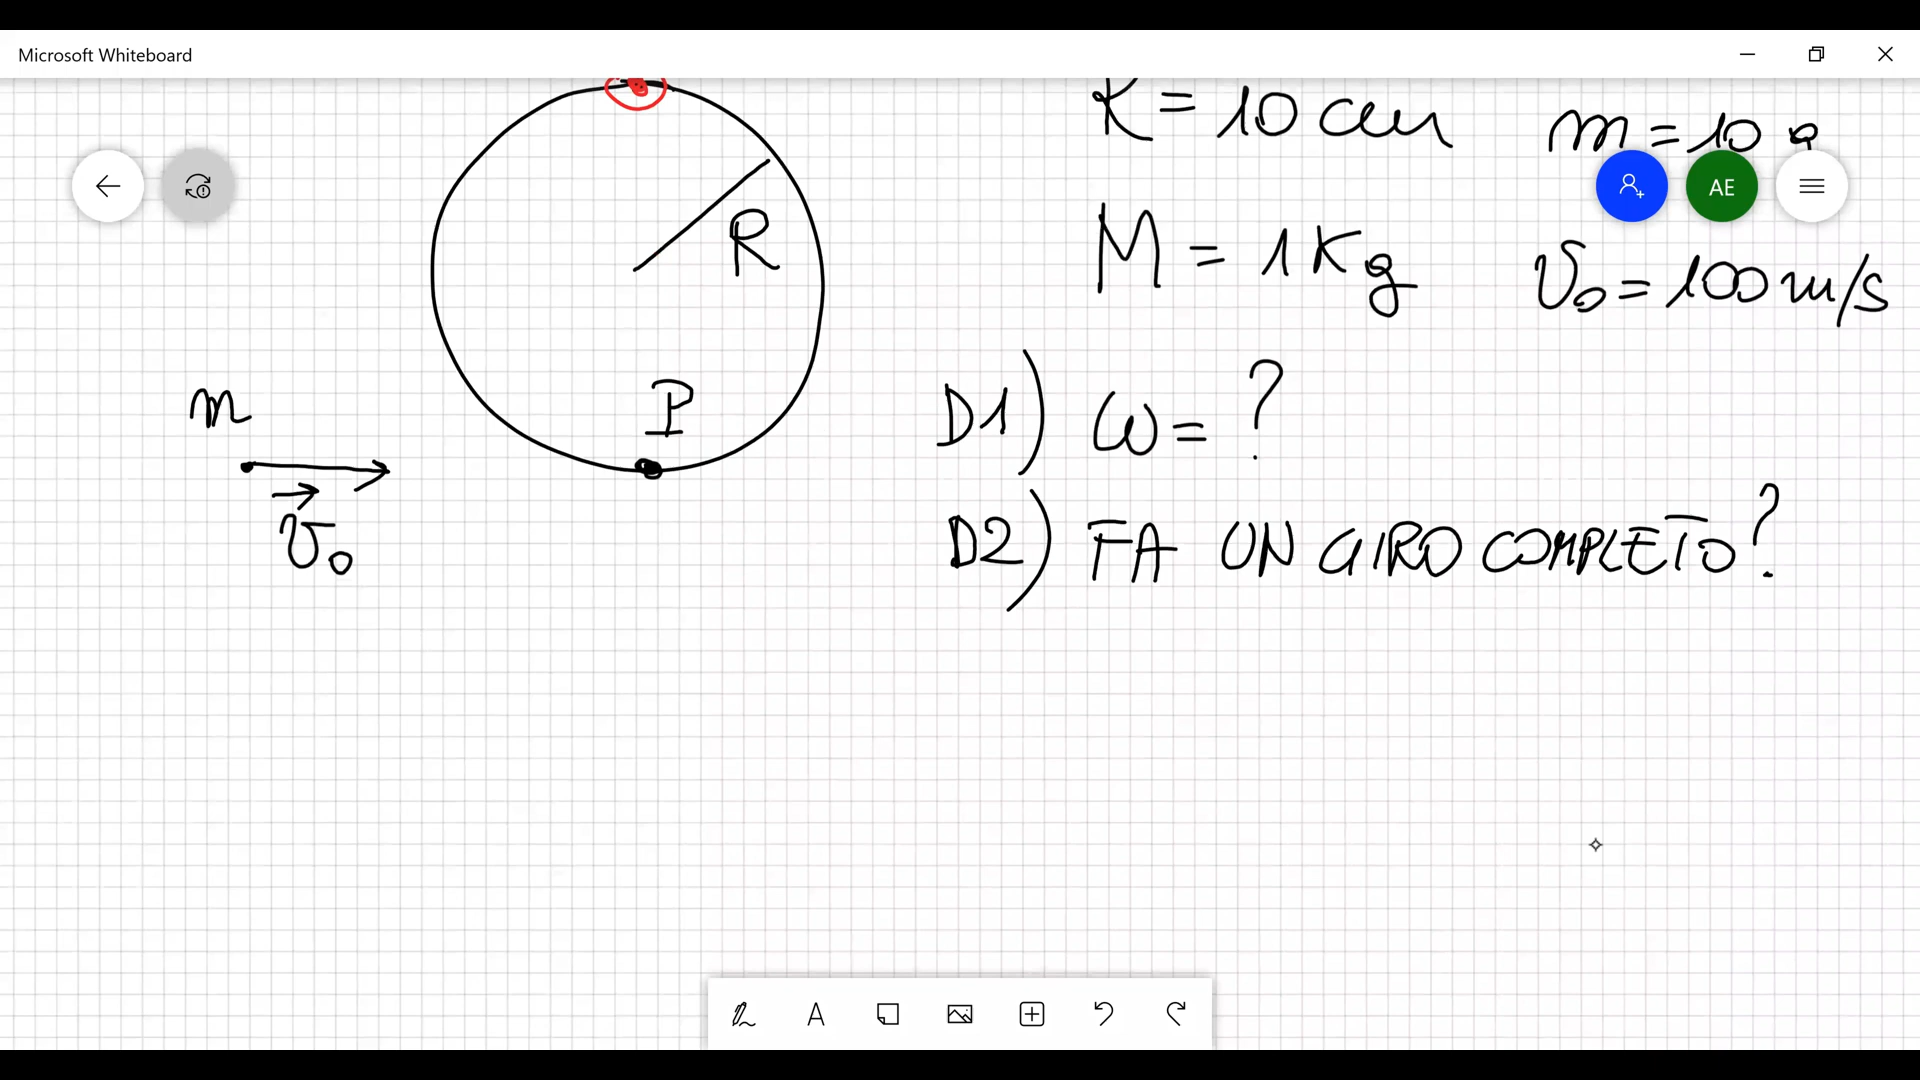 Microsoft Whiteboard
R = 10 cm
m = 10 g
AE
M = 1 Kg
v₀ = 100 m/s
R
m
P
v₀
D1) ω = ?
D2) FA UN GIRO COMPLETO?
A